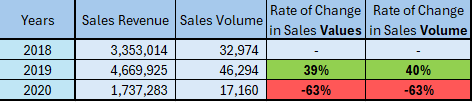 Years Sales Revenue Sales Volume Rate of Change in Sales Values Rate of Change in Sales Volume
2018 3,353,014 32,974 - -
2019 4,669,925 46,294 39% 40%
2020 1,737,283 17,160 -63% -63%